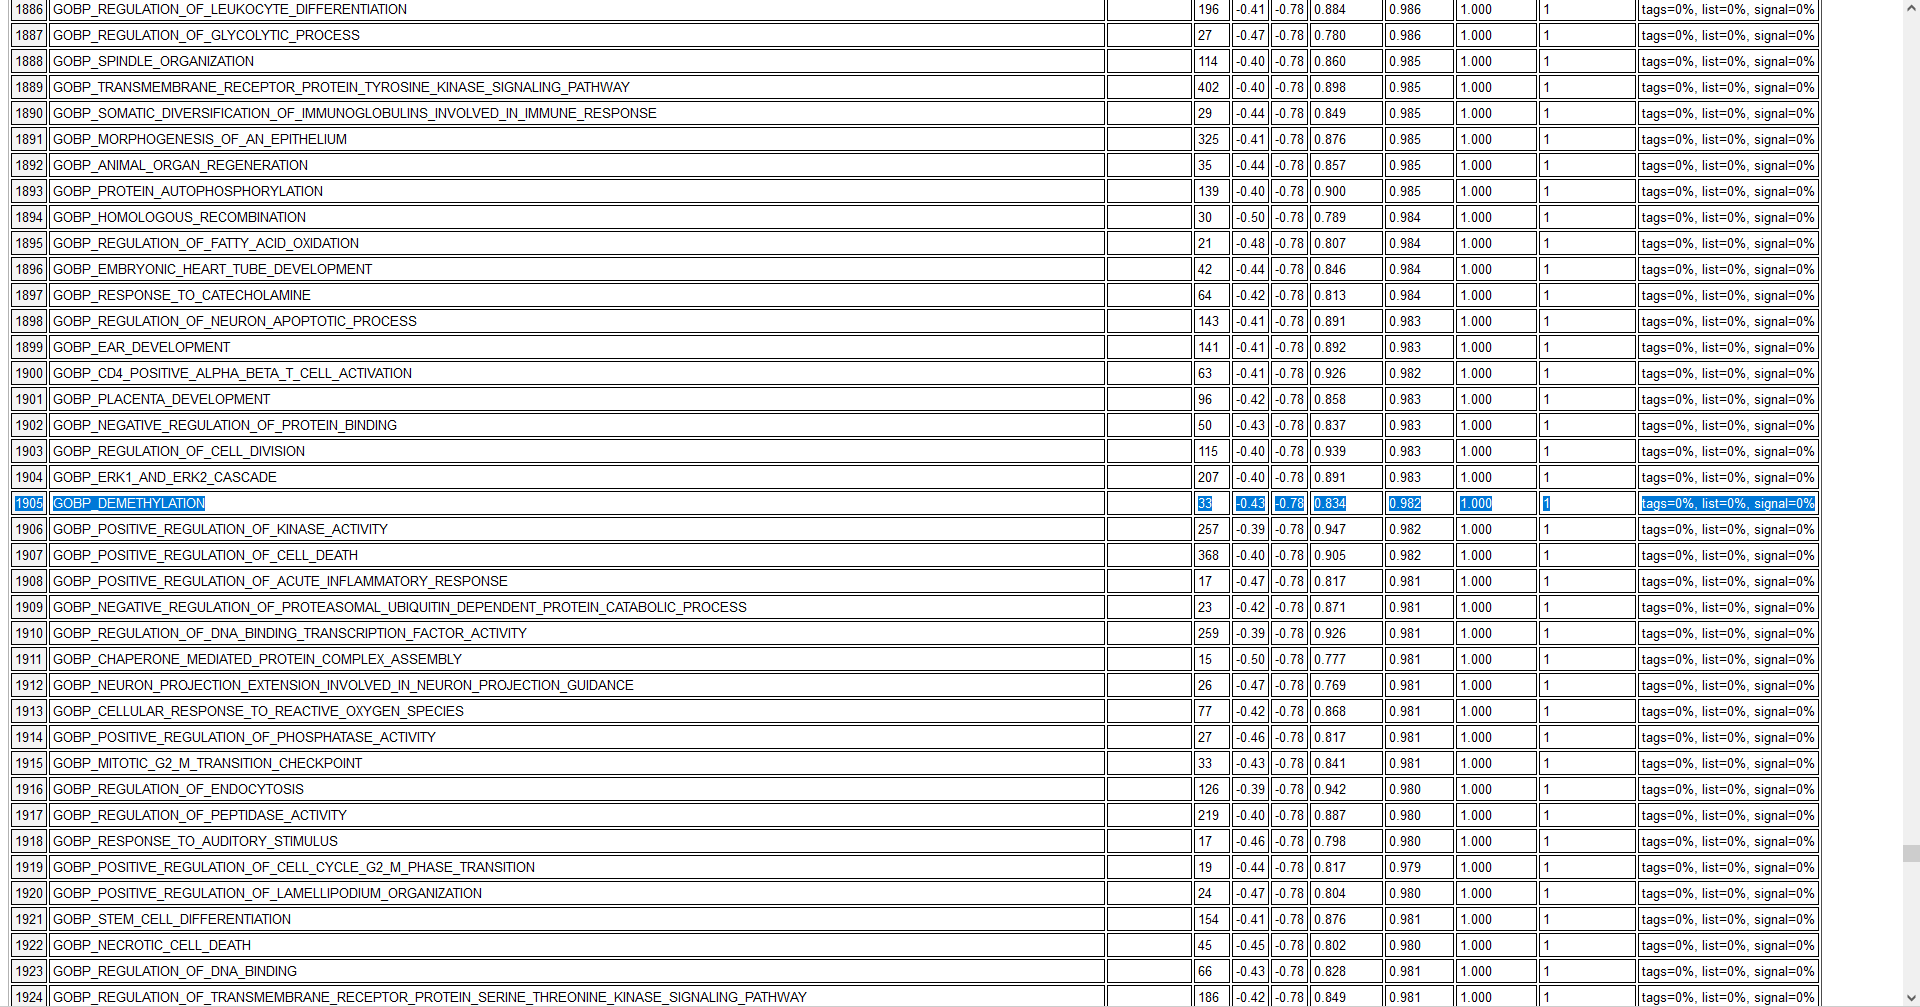 1886 GOBP_REGULATION_OF_LEUKOCYTE_DIFFERENTIATION 196 -0.41 -0.78 0.884 0.986 1.000 1 tags=0%, list=0%, signal=0%
1887 GOBP_REGULATION_OF_GLYCOLYTIC_PROCESS 27 -0.47 -0.78 0.780 0.986 1.000 1 tags=0%, list=0%, signal=0%
1888 GOBP_SPINDLE_ORGANIZATION 114 -0.40 -0.78 0.860 0.985 1.000 1 tags=0%, list=0%, signal=0%
1889 GOBP_TRANSMEMBRANE_RECEPTOR_PROTEIN_TYROSINE_KINASE_SIGNALING_PATHWAY 402 -0.40 -0.78 0.898 0.985 1.000 1 tags=0%, list=0%, signal=0%
1890 GOBP_SOMATIC_DIVERSIFICATION_OF_IMMUNOGLOBULINS_INVOLVED_IN_IMMUNE_RESPONSE 29 -0.44 -0.78 0.849 0.985 1.000 1 tags=0%, list=0%, signal=0%
1891 GOBP_MORPHOGENESIS_OF_AN_EPITHELIUM 325 -0.41 -0.78 0.876 0.985 1.000 1 tags=0%, list=0%, signal=0%
1892 GOBP_ANIMAL_ORGAN_REGENERATION 35 -0.44 -0.78 0.857 0.985 1.000 1 tags=0%, list=0%, signal=0%
1893 GOBP_PROTEIN_AUTOPHOSPHORYLATION 139 -0.40 -0.78 0.900 0.985 1.000 1 tags=0%, list=0%, signal=0%
1894 GOBP_HOMOLOGOUS_RECOMBINATION 30 -0.50 -0.78 0.789 0.984 1.000 1 tags=0%, list=0%, signal=0%
1895 GOBP_REGULATION_OF_FATTY_ACID_OXIDATION 21 -0.48 -0.78 0.807 0.984 1.000 1 tags=0%, list=0%, signal=0%
1896 GOBP_EMBRYONIC_HEART_TUBE_DEVELOPMENT 42 -0.44 -0.78 0.846 0.984 1.000 1 tags=0%, list=0%, signal=0%
1897 GOBP_RESPONSE_TO_CATECHOLAMINE 64 -0.42 -0.78 0.813 0.984 1.000 1 tags=0%, list=0%, signal=0%
1898 GOBP_REGULATION_OF_NEURON_APOPTOTIC_PROCESS 143 -0.41 -0.78 0.891 0.983 1.000 1 tags=0%, list=0%, signal=0%
1899 GOBP_EAR_DEVELOPMENT 141 -0.41 -0.78 0.892 0.983 1.000 1 tags=0%, list=0%, signal=0%
1900 GOBP_CD4_POSITIVE_ALPHA_BETA_T_CELL_ACTIVATION 63 -0.41 -0.78 0.926 0.982 1.000 1 tags=0%, list=0%, signal=0%
1901 GOBP_PLACENTA_DEVELOPMENT 96 -0.42 -0.78 0.858 0.983 1.000 1 tags=0%, list=0%, signal=0%
1902 GOBP_NEGATIVE_REGULATION_OF_PROTEIN_BINDING 50 -0.43 -0.78 0.837 0.983 1.000 1 tags=0%, list=0%, signal=0%
1903 GOBP_REGULATION_OF_CELL_DIVISION 115 -0.40 -0.78 0.939 0.983 1.000 1 tags=0%, list=0%, signal=0%
1904 GOBP_ERK1_AND_ERK2_CASCADE 207 -0.40 -0.78 0.891 0.983 1.000 1 tags=0%, list=0%, signal=0%
1905 GOBP_DEMETHYLATION 33 -0.43 -0.78 0.834 0.982 1.000 1 tags=0%, list=0%, signal=0%
1906 GOBP_POSITIVE_REGULATION_OF_KINASE_ACTIVITY 257 -0.39 -0.78 0.947 0.982 1.000 1 tags=0%, list=0%, signal=0%
1907 GOBP_POSITIVE_REGULATION_OF_CELL_DEATH 368 -0.40 -0.78 0.905 0.982 1.000 1 tags=0%, list=0%, signal=0%
1908 GOBP_POSITIVE_REGULATION_OF_ACUTE_INFLAMMATORY_RESPONSE 17 -0.47 -0.78 0.817 0.981 1.000 1 tags=0%, list=0%, signal=0%
1909 GOBP_NEGATIVE_REGULATION_OF_PROTEASOMAL_UBIQUITIN_DEPENDENT_PROTEIN_CATABOLIC_PROCESS 23 -0.42 -0.78 0.871 0.981 1.000 1 tags=0%, list=0%, signal=0%
1910 GOBP_REGULATION_OF_DNA_BINDING_TRANSCRIPTION_FACTOR_ACTIVITY 259 -0.39 -0.78 0.926 0.981 1.000 1 tags=0%, list=0%, signal=0%
1911 GOBP_CHAPERONE_MEDIATED_PROTEIN_COMPLEX_ASSEMBLY 15 -0.50 -0.78 0.777 0.981 1.000 1 tags=0%, list=0%, signal=0%
1912 GOBP_NEURON_PROJECTION_EXTENSION_INVOLVED_IN_NEURON_PROJECTION_GUIDANCE 26 -0.47 -0.78 0.769 0.981 1.000 1 tags=0%, list=0%, signal=0%
1913 GOBP_CELLULAR_RESPONSE_TO_REACTIVE_OXYGEN_SPECIES 77 -0.42 -0.78 0.868 0.981 1.000 1 tags=0%, list=0%, signal=0%
1914 GOBP_POSITIVE_REGULATION_OF_PHOSPHATASE_ACTIVITY 27 -0.46 -0.78 0.817 0.981 1.000 1 tags=0%, list=0%, signal=0%
1915 GOBP_MITOTIC_G2_M_TRANSITION_CHECKPOINT 33 -0.43 -0.78 0.841 0.981 1.000 1 tags=0%, list=0%, signal=0%
1916 GOBP_REGULATION_OF_ENDOCYTOSIS 126 -0.39 -0.78 0.942 0.980 1.000 1 tags=0%, list=0%, signal=0%
1917 GOBP_REGULATION_OF_PEPTIDASE_ACTIVITY 219 -0.40 -0.78 0.887 0.980 1.000 1 tags=0%, list=0%, signal=0%
1918 GOBP_RESPONSE_TO_AUDITORY_STIMULUS 17 -0.46 -0.78 0.798 0.980 1.000 1 tags=0%, list=0%, signal=0%
1919 GOBP_POSITIVE_REGULATION_OF_CELL_CYCLE_G2_M_PHASE_TRANSITION 19 -0.44 -0.78 0.817 0.979 1.000 1 tags=0%, list=0%, signal=0%
1920 GOBP_POSITIVE_REGULATION_OF_LAMELLIPODIUM_ORGANIZATION 24 -0.47 -0.78 0.804 0.980 1.000 1 tags=0%, list=0%, signal=0%
1921 GOBP_STEM_CELL_DIFFERENTIATION 154 -0.41 -0.78 0.876 0.981 1.000 1 tags=0%, list=0%, signal=0%
1922 GOBP_NECROTIC_CELL_DEATH 45 -0.45 -0.78 0.802 0.980 1.000 1 tags=0%, list=0%, signal=0%
1923 GOBP_REGULATION_OF_DNA_BINDING 66 -0.43 -0.78 0.828 0.981 1.000 1 tags=0%, list=0%, signal=0%
1924 GOBP_REGULATION_OF_TRANSMEMBRANE_RECEPTOR_PROTEIN_SERINE_THREONINE_KINASE_SIGNALING_PATHWAY 186 -0.42 -0.78 0.849 0.981 1.000 1 tags=0%, list=0%, signal=0%